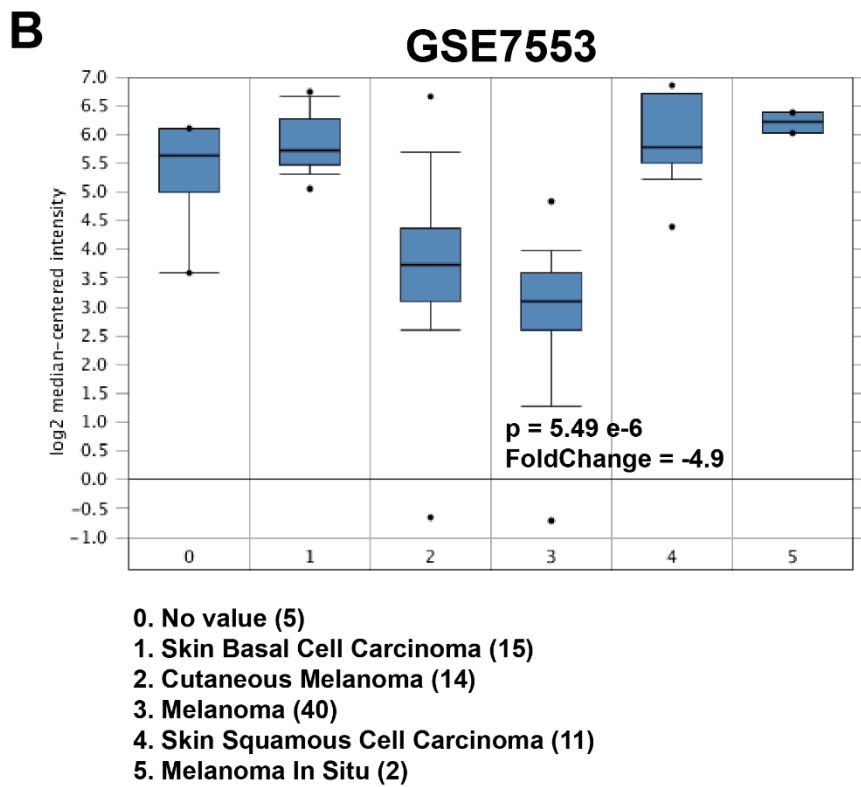 B
GSE7553
log2 median-centered intensity
7.0
6.5
6.0
5.5
5.0
4.5
4.0
3.5
3.0
2.5
2.0
1.5
1.0
0.5
0.0
-0.5
-1.0
p = 5.49 e-6
FoldChange = -4.9
0 1 2 3 4 5
0. No value (5)
1. Skin Basal Cell Carcinoma (15)
2. Cutaneous Melanoma (14)
3. Melanoma (40)
4. Skin Squamous Cell Carcinoma (11)
5. Melanoma In Situ (2)